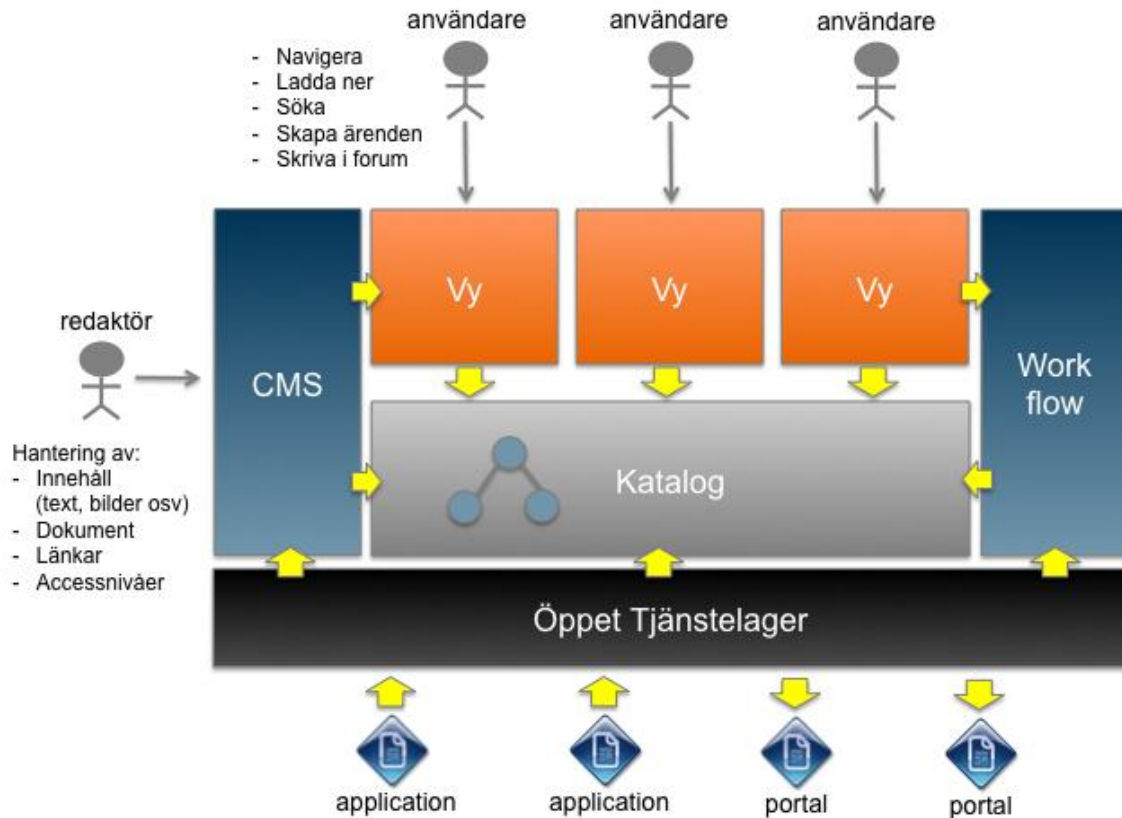 användare
användare
användare
- Navigera
- Ladda ner
- Söka
- Skapa ärenden
- Skriva i forum
redaktör
Hantering av:
- Innehåll
(text, bilder osv)
- Dokument
- Länkar
- Accessnivåer
CMS
Vy
Vy
Vy
Work
flow
Katalog
Öppet Tjänstelager
application
application
portal
portal